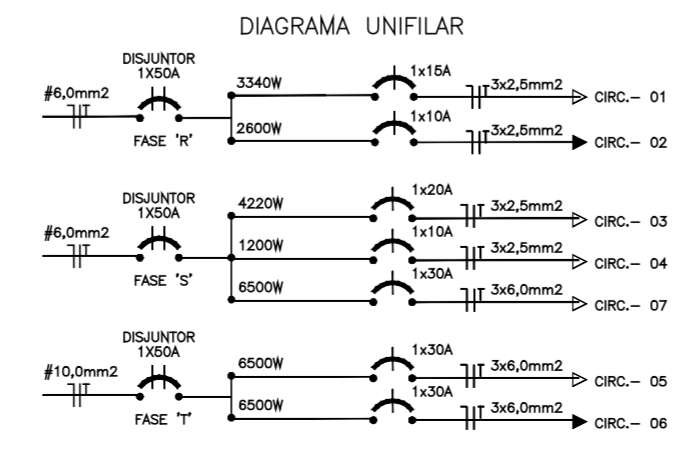 DIAGRAMA UNIFILAR
DISJUNTOR
1X50A
#6,0mm2
FASE 'R'
3340W
1x15A
3x2,5mm2
CIRC.- 01
2600W
1x10A
3x2,5mm2
CIRC.- 02
DISJUNTOR
1X50A
#6,0mm2
FASE 'S'
4220W
1x20A
3x2,5mm2
CIRC.- 03
1200W
1x10A
3x2,5mm2
CIRC.- 04
6500W
1x30A
3x6,0mm2
CIRC.- 07
DISJUNTOR
1X50A
#10,0mm2
FASE 'T'
6500W
1x30A
3x6,0mm2
CIRC.- 05
6500W
1x30A
3x6,0mm2
CIRC.- 06